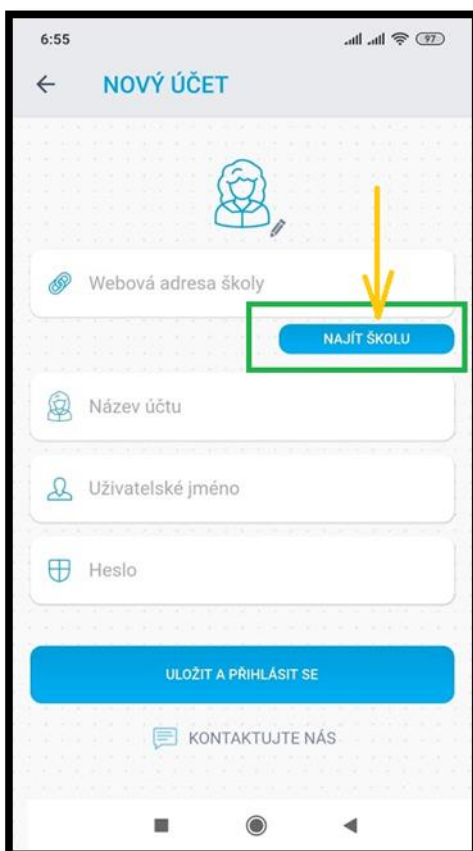 6:55
97
NOVÝ ÚČET
Webová adresa školy
NAJÍT ŠKOLU
Název účtu
Uživatelské jméno
Heslo
ULOŽIT A PŘIHLÁSIT SE
KONTAKTUJTE NÁS